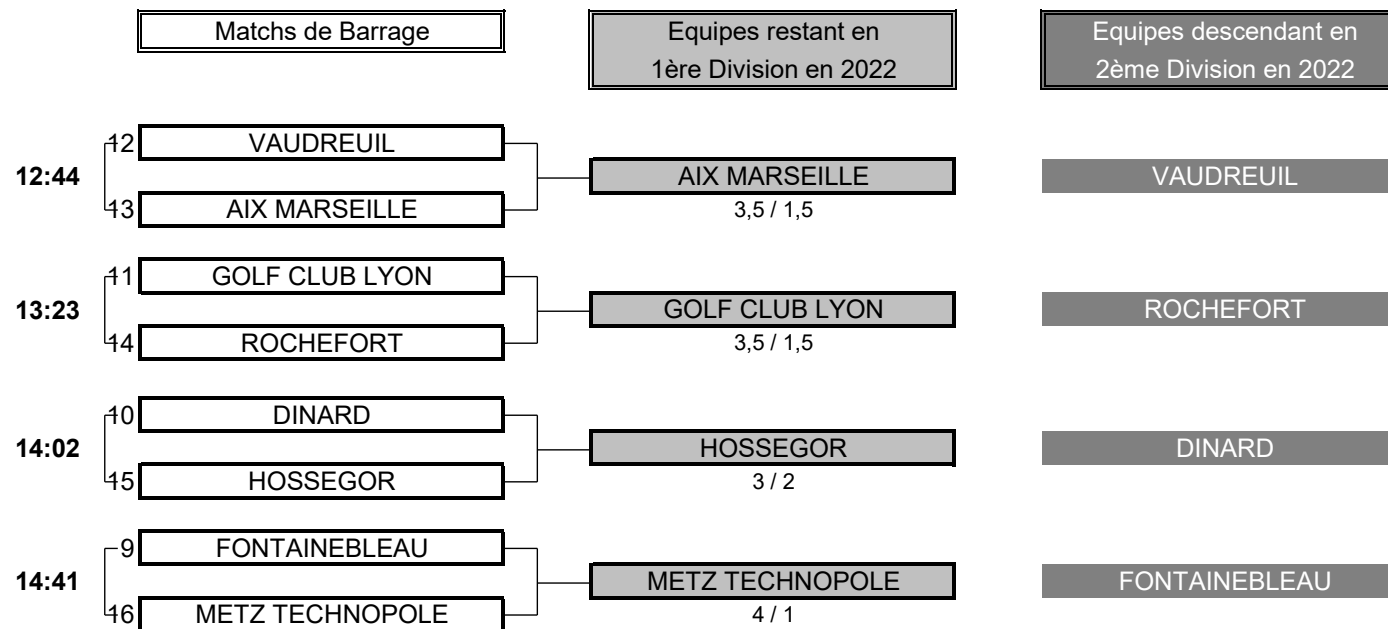 Matchs de Barrage
Equipes restant en
1ère Division en 2022
Equipes descendant en
2ème Division en 2022
12:44
12 VAUDREUIL
13 AIX MARSEILLE
AIX MARSEILLE
3,5 / 1,5
VAUDREUIL
13:23
11 GOLF CLUB LYON
14 ROCHEFORT
GOLF CLUB LYON
3,5 / 1,5
ROCHEFORT
14:02
10 DINARD
15 HOSSEGOR
HOSSEGOR
3 / 2
DINARD
14:41
9 FONTAINEBLEAU
16 METZ TECHNOPOLE
METZ TECHNOPOLE
4 / 1
FONTAINEBLEAU